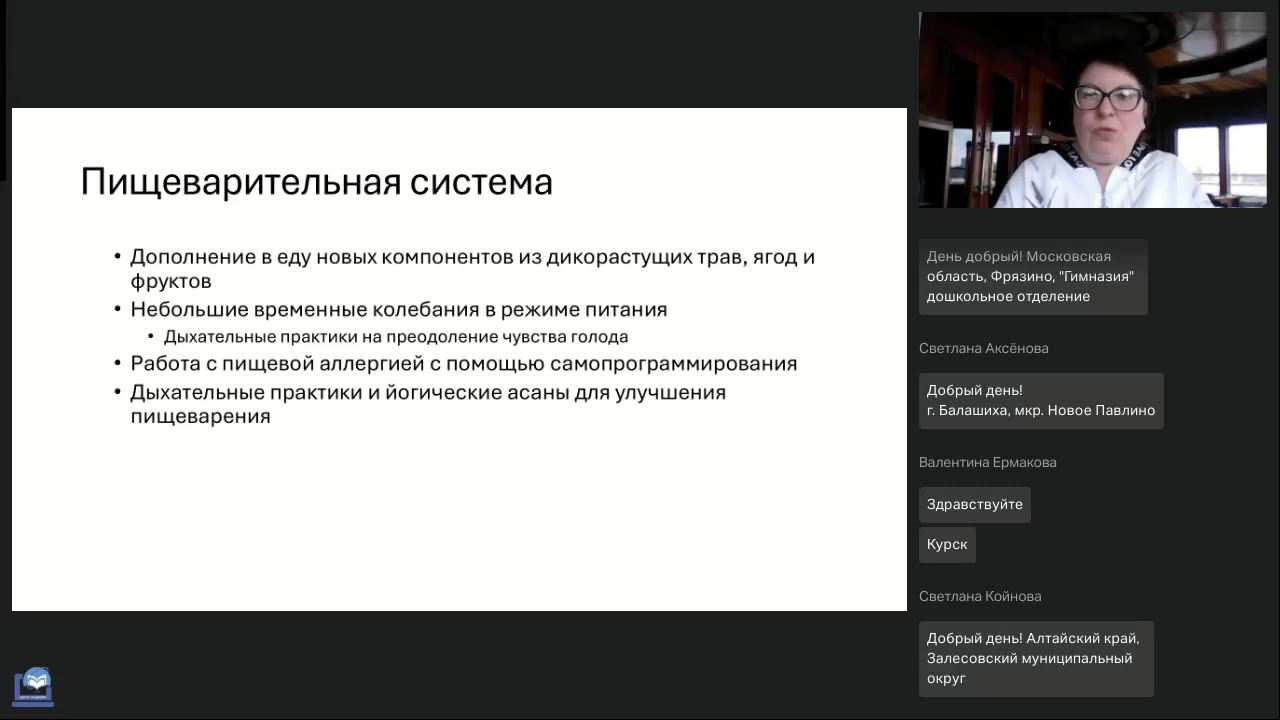 Пищеварительная система
• Дополнение в еду новых компонентов из дикорастущих трав, ягод и
фруктов
• Небольшие временные колебания в режиме питания
• Дыхательные практики на преодоление чувства голода
• Работа с пищевой аллергией с помощью самопрограммирования
• Дыхательные практики и йогические асаны для улучшения
пищеварения
День добрый! Московская
область, Фрязино, "Гимназия"
дошкольное отделение
Светлана Аксёнова
Добрый день!
г. Балашиха, мкр. Новое Павлино
Валентина Ермакова
Здравствуйте
Курск
Светлана Койнова
Добрый день! Алтайский край,
Залесовский муниципальный
округ